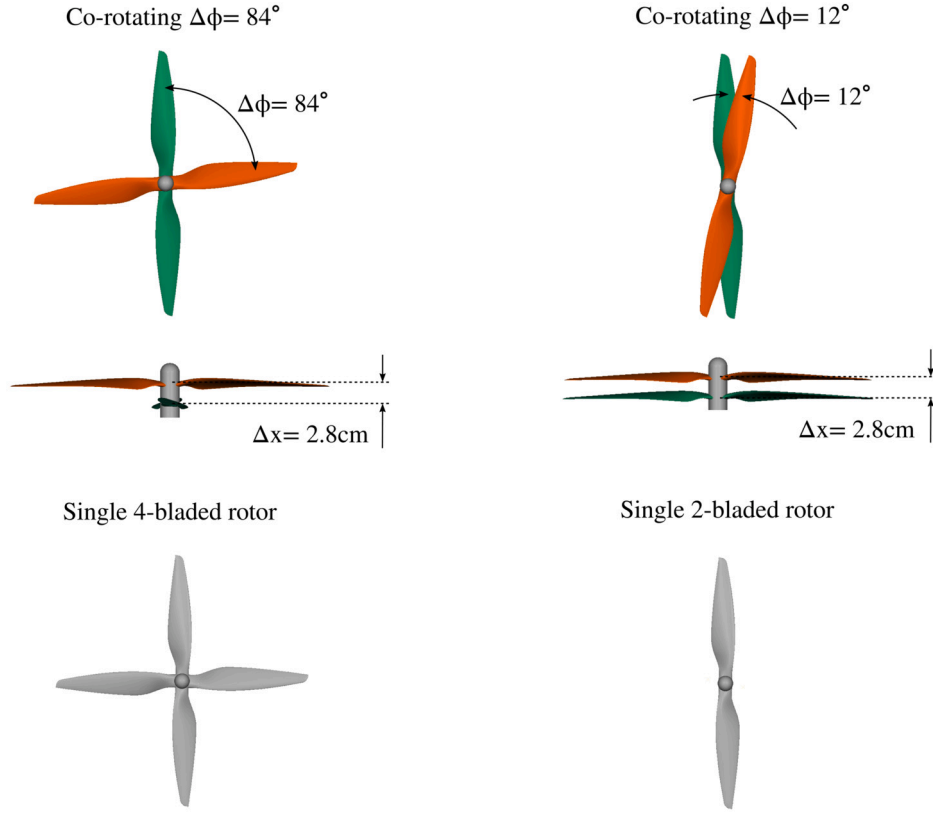 Co-rotating Δϕ= 84°
Co-rotating Δϕ= 12°
Δϕ= 84°
Δϕ= 12°
Δx= 2.8cm
Δx= 2.8cm
Single 4-bladed rotor
Single 2-bladed rotor